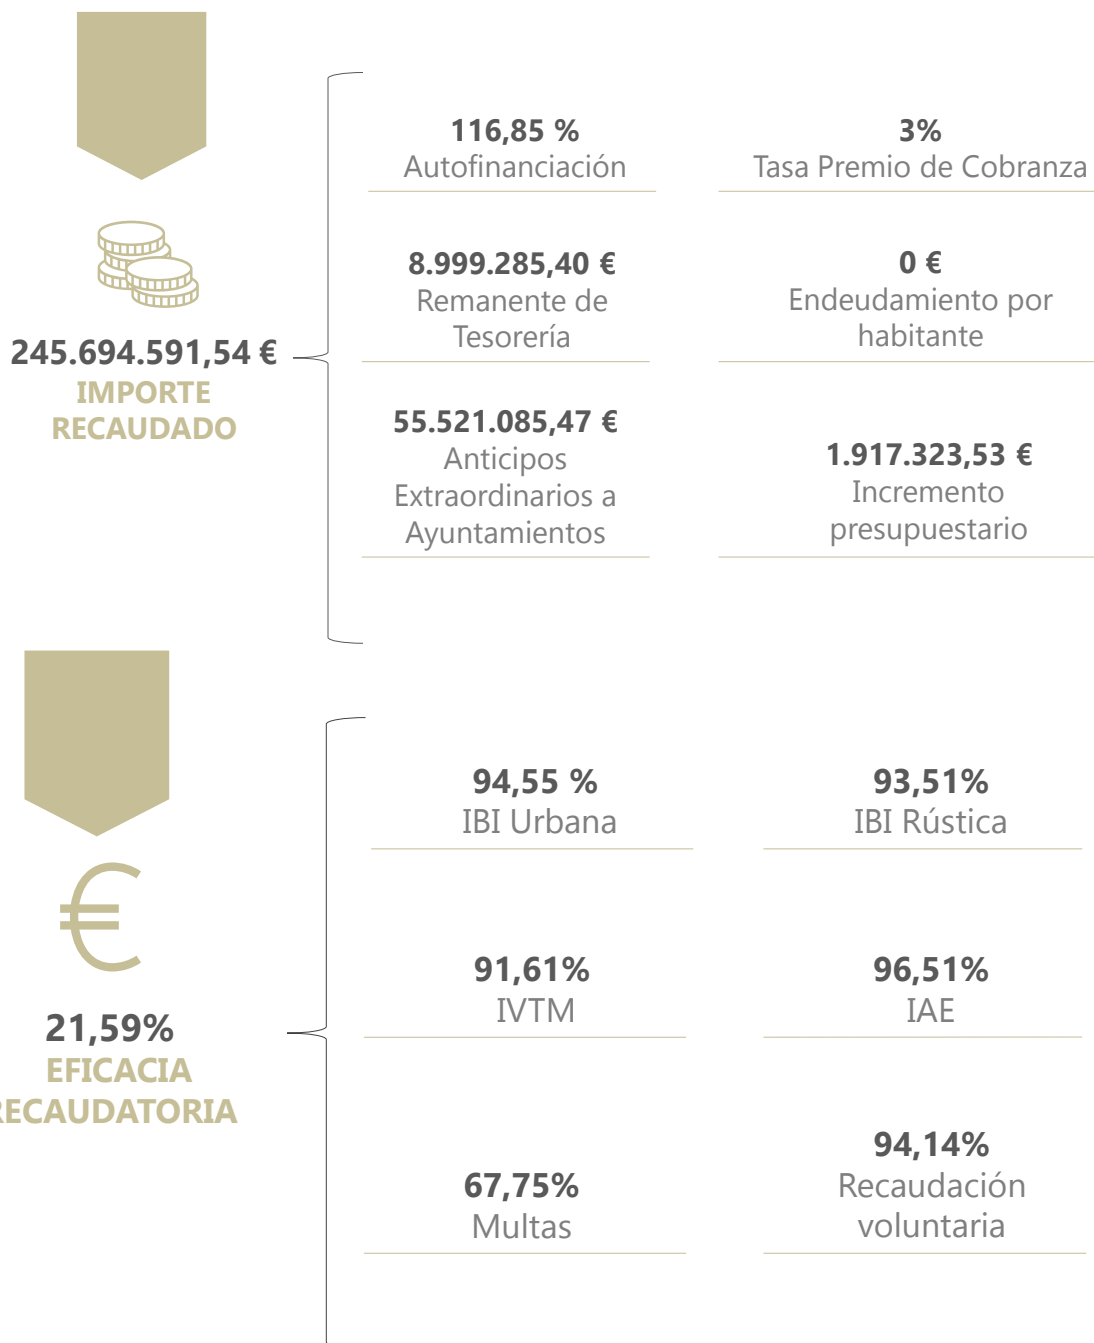 245.694.591,54 €
IMPORTE
RECAUDADO
116,85 %
Autofinanciación
3%
Tasa Premio de Cobranza
8.999.285,40 €
Remanente de
Tesorería
0 €
Endeudamiento por
habitante
55.521.085,47 €
Anticipos
Extraordinarios a
Ayuntamientos
1.917.323,53 €
Incremento
presupuestario
€
21,59%
EFICACIA
RECAUDATORIA
94,55 %
IBI Urbana
93,51%
IBI Rústica
91,61%
IVTM
96,51%
IAE
67,75%
Multas
94,14%
Recaudación
voluntaria